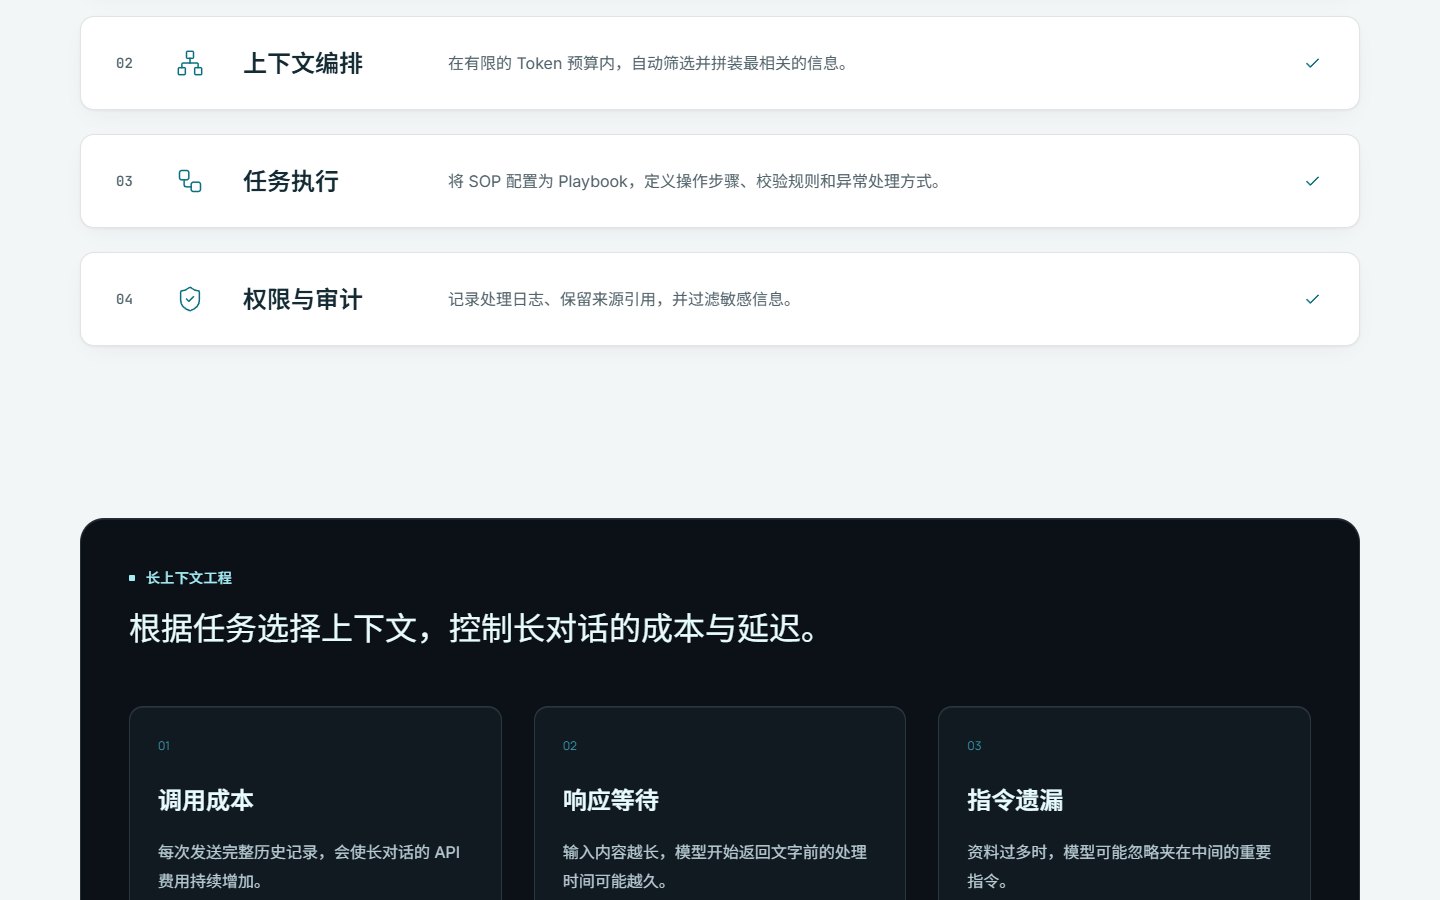 02
上下文编排
在有限的 Token 预算内，自动筛选并拼装最相关的信息。
03
任务执行
将 SOP 配置为 Playbook，定义操作步骤、校验规则和异常处理方式。
04
权限与审计
记录处理日志、保留来源引用，并过滤敏感信息。
长上下文工程
根据任务选择上下文，控制长对话的成本与延迟。
01
调用成本
每次发送完整历史记录，会使长对话的 API
费用持续增加。
02
响应等待
输入内容越长，模型开始返回文字前的处理
时间可能越久。
03
指令遗漏
资料过多时，模型可能忽略夹在中间的重要
指令。